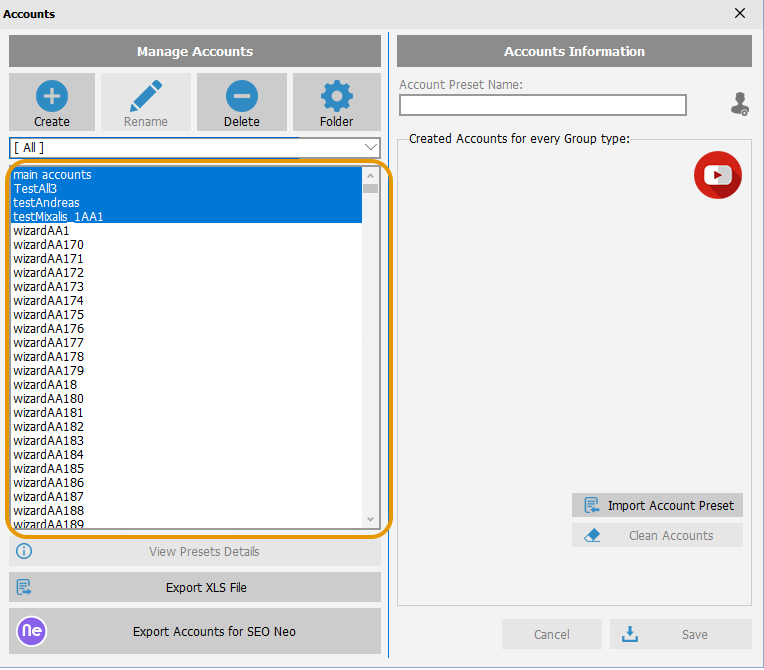 Accounts
Manage Accounts
Create
Rename
Delete
Folder
[ All ]
main accounts
TestAll3
testAndreas
testMixalis_1AA1
wizardAA1
wizardAA170
wizardAA171
wizardAA172
wizardAA173
wizardAA174
wizardAA175
wizardAA176
wizardAA177
wizardAA178
wizardAA179
wizardAA18
wizardAA180
wizardAA181
wizardAA182
wizardAA183
wizardAA184
wizardAA185
wizardAA186
wizardAA187
wizardAA188
wizardAA189
View Presets Details
Export XLS File
Ne
Export Accounts for SEO Neo
Accounts Information
Account Preset Name:
Created Accounts for every Group type:
Import Account Preset
Clean Accounts
Cancel
Save